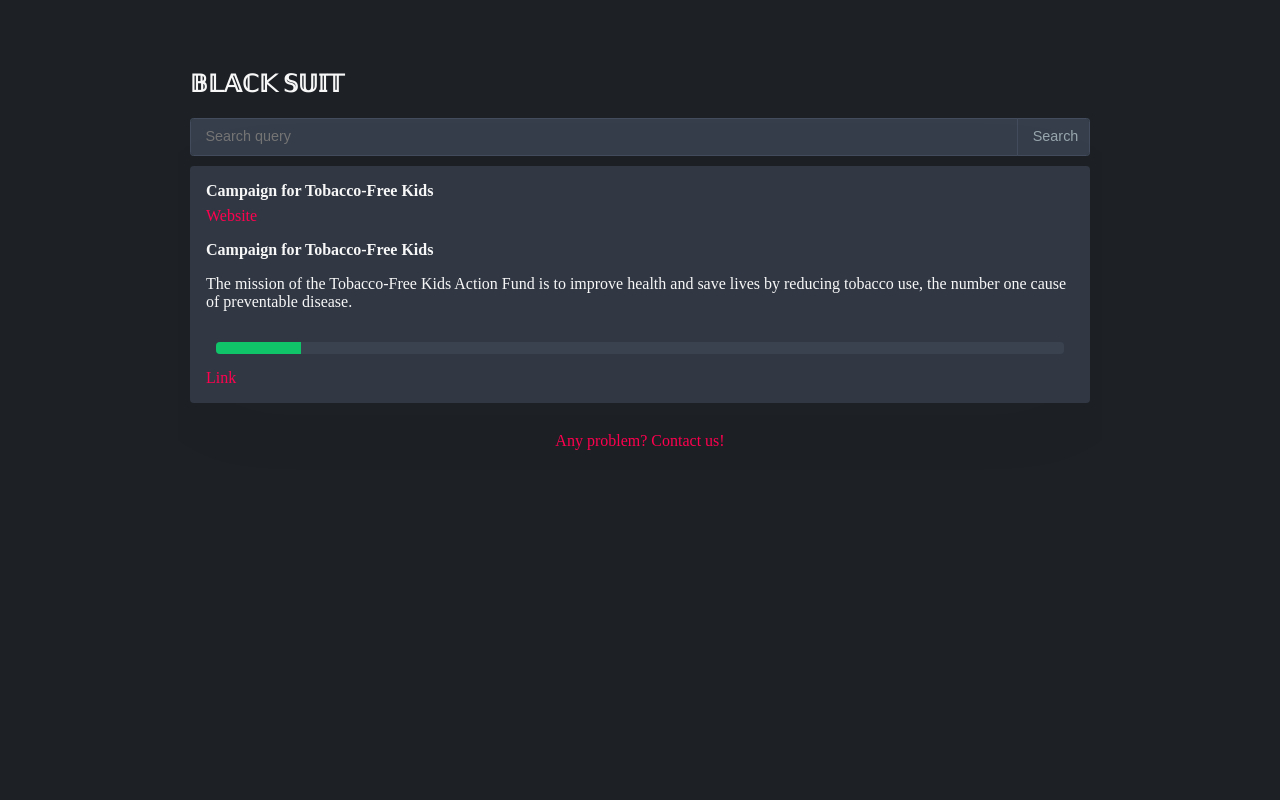 𝔹𝕃𝔸ℂ𝕂 𝕊𝕌𝕀𝕋
Search query
Search
Campaign for Tobacco-Free Kids
Website
Campaign for Tobacco-Free Kids
The mission of the Tobacco-Free Kids Action Fund is to improve health and save lives by reducing tobacco use, the number one cause
of preventable disease.
Link
Any problem? Contact us!